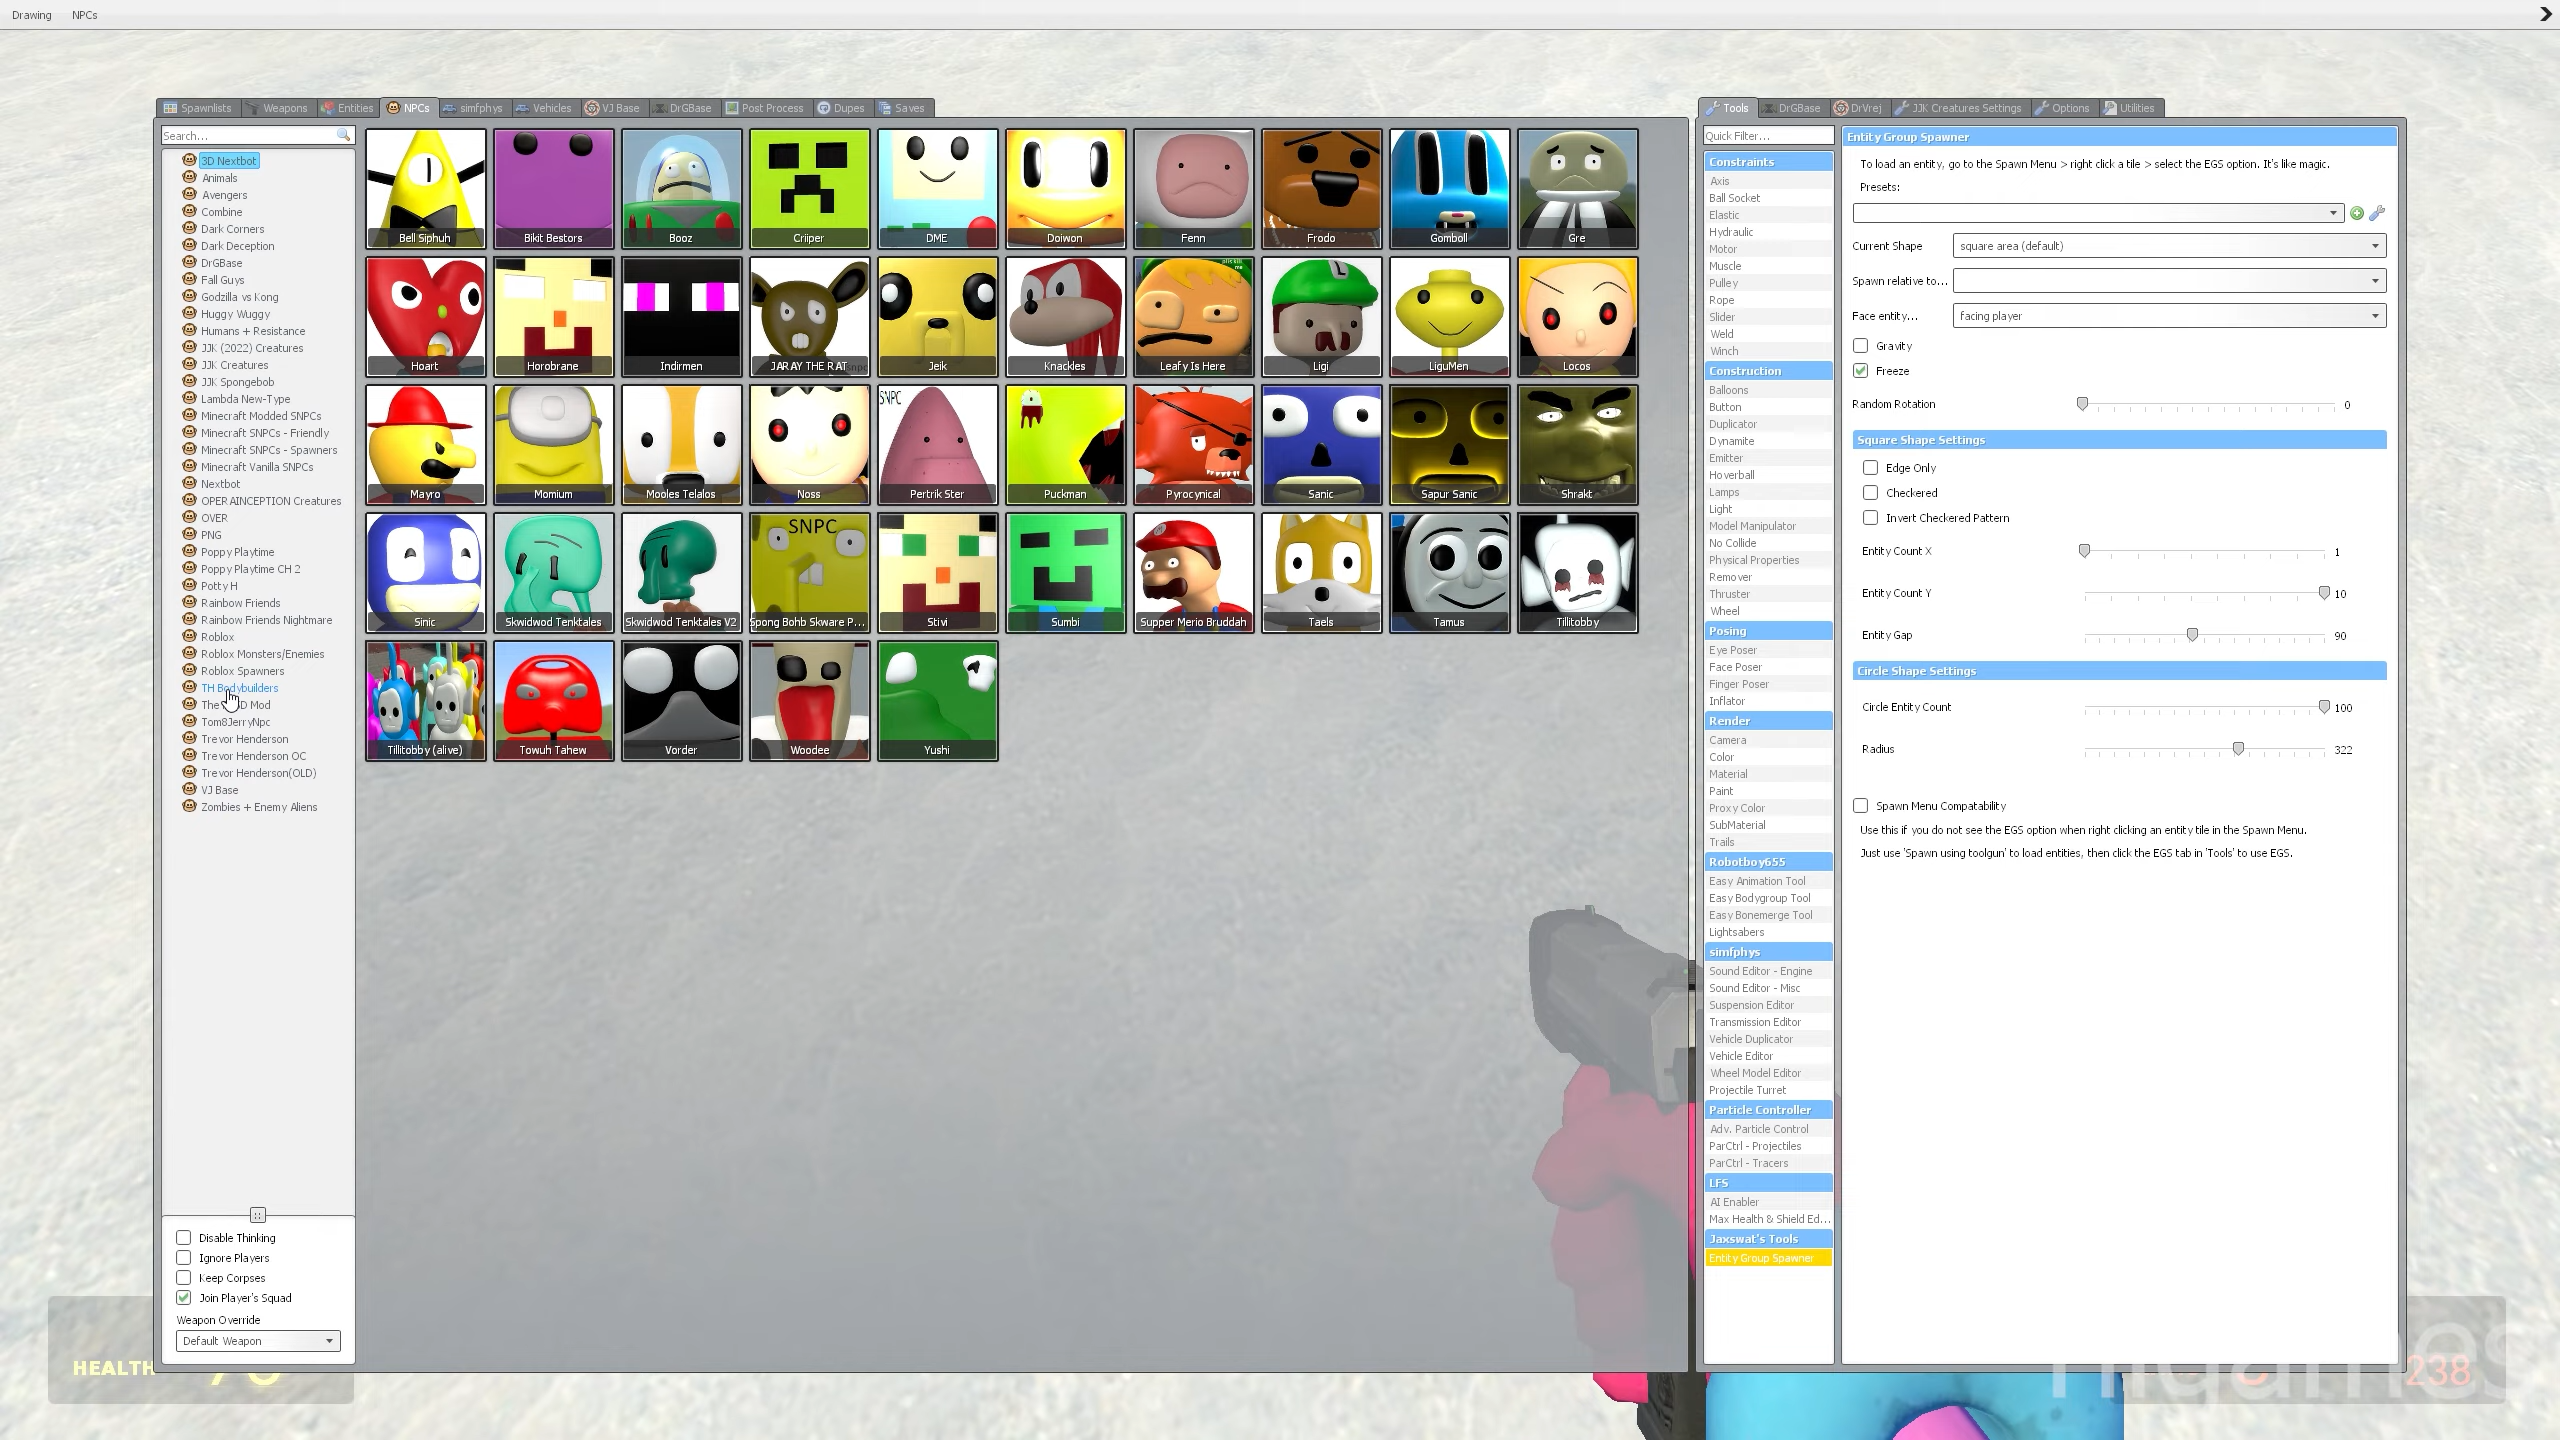 Drawing NPCs
Spawnlists Weapons Entities NPCs simfphys Vehicles VJ Base DrGBase Post Process Dupes Saves
Search...
3D Nextbot
Animals
Avengers
Combine
Dark Corners
Dark Deception
DrGBase
Fall Guys
Godzilla vs Kong
Huggy Wuggy
Humans + Resistance
JJK (2022) Creatures
JJK Creatures
JJK Spongebob
Lambda New-Type
Minecraft Modded SNPCs
Minecraft SNPCs - Friendly
Minecraft SNPCs - Spawners
Minecraft Vanilla SNPCs
Nextbot
OPERAINCEPTION Creatures
OVER
PNG
Poppy Playtime
Poppy Playtime CH 2
Potty H
Rainbow Friends
Rainbow Friends Nightmare
Roblox
Roblox Monsters/Enemies
Roblox Spawners
TH Bodybuilders
The D Mod
Tom8JerryNpc
Trevor Henderson
Trevor Henderson OC
Trevor Henderson(OLD)
VJ Base
Zombies + Enemy Aliens
Disable Thinking
Ignore Players
Keep Corpses
Join Player's Squad
Weapon Override
Default Weapon
HEALTH
Bell Siphuh Bikit Bestors Booz Criiper DME Doiwon Fenn Frodo Gomboll Gre
Hoart Horobrane Indirmen JARAY THE RAT Jeik Knackles Leafy Is Here Ligi LiguMen Locos
SNPC
Mayro Momium Mooles Telalos Noss Pertrik Ster Puckman Pyrocynical Sanic Sapur Sanic Shrakt
SNPC
Sinic Skwidwod Tenktales Skwidwod Tenktales V2 Spong Bohb Skware P... Stivi Sumbi Supper Merio Bruddah Taels Tamus Tillitobby
Tillitobby (alive) Towuh Tahew Vorder Woodee Yushi
Tools DrGBase DrVrej JJK Creatures Settings Options Utilities
Quick Filter...
Constraints
Axis
Ball Socket
Elastic
Hydraulic
Motor
Muscle
Pulley
Rope
Slider
Weld
Winch
Construction
Balloons
Button
Duplicator
Dynamite
Emitter
Hoverball
Lamps
Light
Model Manipulator
No Collide
Physical Properties
Remover
Thruster
Wheel
Posing
Eye Poser
Face Poser
Finger Poser
Inflator
Render
Camera
Color
Material
Paint
Proxy Color
SubMaterial
Trails
Robotboy655
Easy Animation Tool
Easy Bodygroup Tool
Easy Bonemerge Tool
Lightsabers
simfphys
Sound Editor - Engine
Sound Editor - Misc
Suspension Editor
Transmission Editor
Vehicle Duplicator
Vehicle Editor
Wheel Model Editor
Projectile Turret
Particle Controller
Adv. Particle Control
ParCtrl - Projectiles
ParCtrl - Tracers
LFS
AI Enabler
Max Health & Shield Ed...
Jaxswat's Tools
Entity Group Spawner
Entity Group Spawner
To load an entity, go to the Spawn Menu > right click a tile > select the EGS option. It's like magic.
Presets:
Current Shape square area (default)
Spawn relative to...
Face entity... facing player
Gravity
Freeze
Random Rotation 0
Square Shape Settings
Edge Only
Checkered
Invert Checkered Pattern
Entity Count X 1
Entity Count Y 10
Entity Gap 90
Circle Shape Settings
Circle Entity Count 100
Radius 322
Spawn Menu Compatability
Use this if you do not see the EGS option when right clicking an entity tile in the Spawn Menu.
Just use 'Spawn using toolgun' to load entities, then click the EGS tab in 'Tools' to use EGS.
238